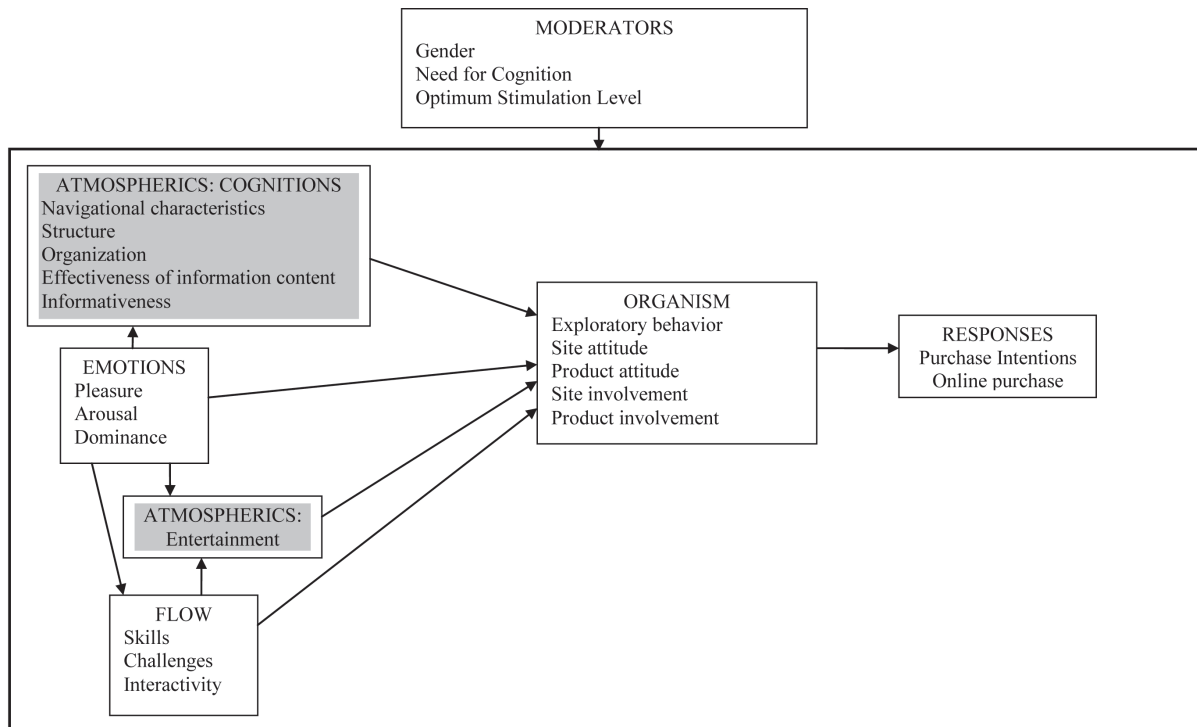 MODERATORS
Gender
Need for Cognition
Optimum Stimulation Level
ATMOSPHERICS: COGNITIONS
Navigational characteristics
Structure
Organization
Effectiveness of information content
Informativeness
EMOTIONS
Pleasure
Arousal
Dominance
ATMOSPHERICS:
Entertainment
FLOW
Skills
Challenges
Interactivity
ORGANISM
Exploratory behavior
Site attitude
Product attitude
Site involvement
Product involvement
RESPONSES
Purchase Intentions
Online purchase